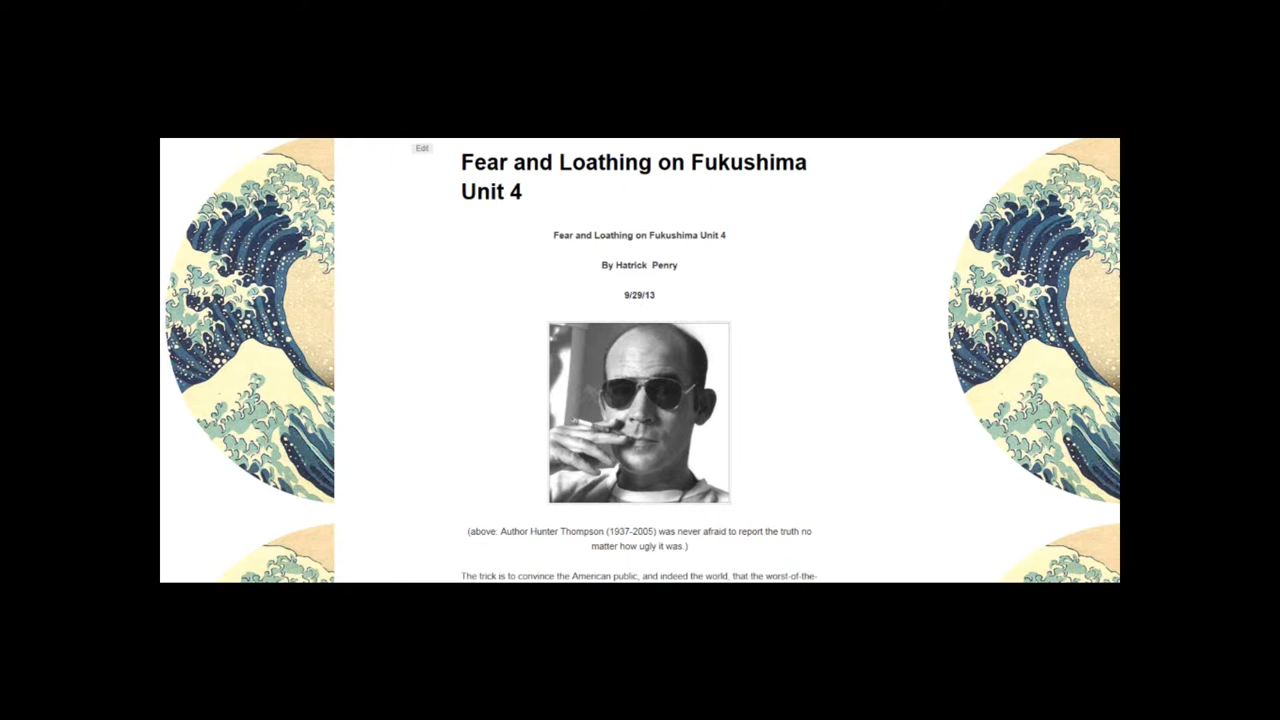 Edit
Fear and Loathing on Fukushima
Unit 4
Fear and Loathing on Fukushima Unit 4
By Hatrick Penry
9/29/13
(above: Author Hunter Thompson (1937-2005) was never afraid to report the truth no
matter how ugly it was.)
The trick is to convince the American public, and indeed the world, that the worst-of-the-